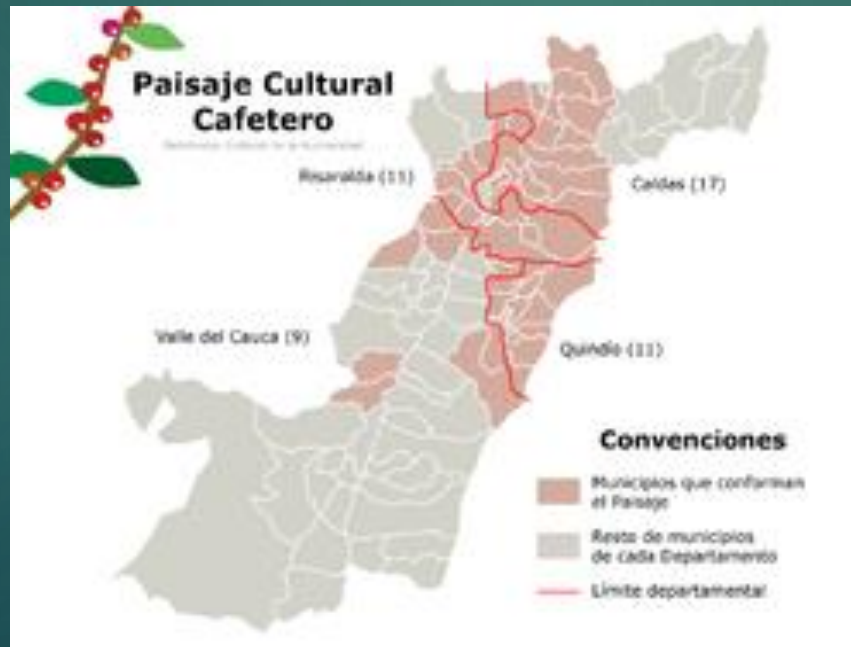 Paisaje Cultural
Cafetero
Risaralda (11)
Caldas (17)
Valle del Cauca (9)
Quindío (11)
Convenciones
Municipios que conforman
el Paisaje
Resto de municipios
de cada Departamento
Límite departamental